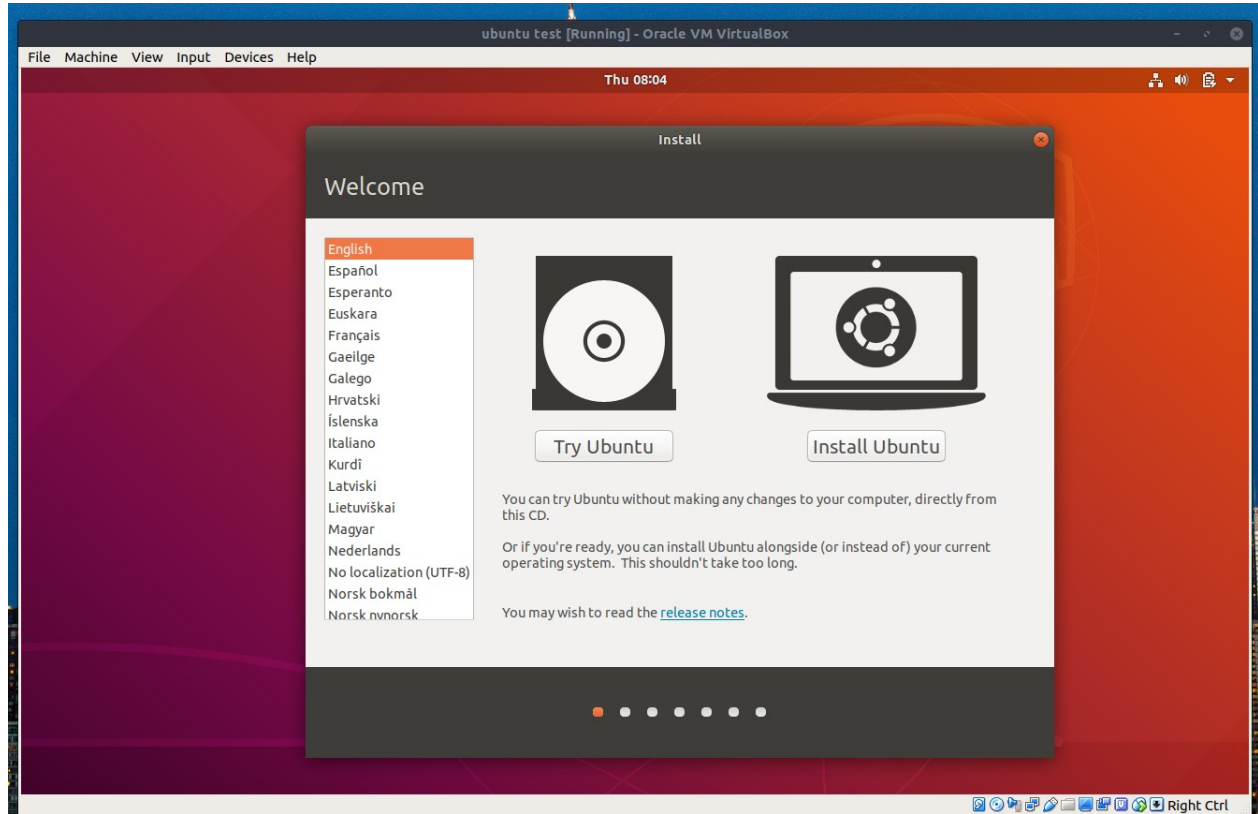 ubuntu test [Running] - Oracle VM VirtualBox
File Machine View Input Devices Help
Thu 08:04
Install
Welcome
English
Español
Esperanto
Euskara
Français
Gaeilge
Galego
Hrvatski
Íslenska
Italiano
Kurdî
Latviski
Lietuviškai
Magyar
Nederlands
No localization (UTF-8)
Norsk bokmål
Norsk nynorsk
Try Ubuntu
Install Ubuntu
You can try Ubuntu without making any changes to your computer, directly from
this CD.
Or if you're ready, you can install Ubuntu alongside (or instead of) your current
operating system. This shouldn't take too long.
You may wish to read the release notes.
Right Ctrl